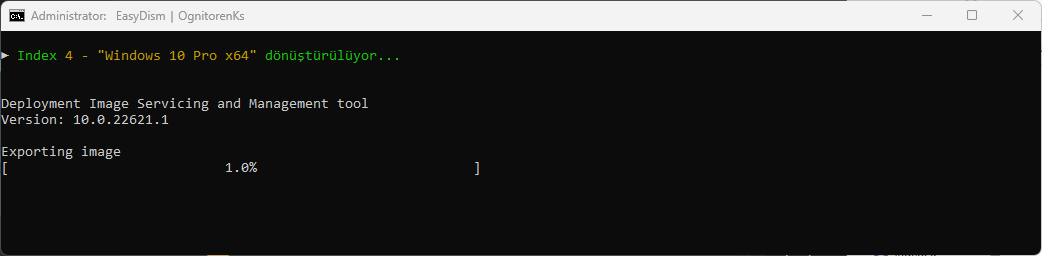 Administrator: EasyDism | OgnitorenKs
► Index 4 - "Windows 10 Pro x64" dönüştürülüyor...
Deployment Image Servicing and Management tool
Version: 10.0.22621.1
Exporting image
[ 1.0% ]